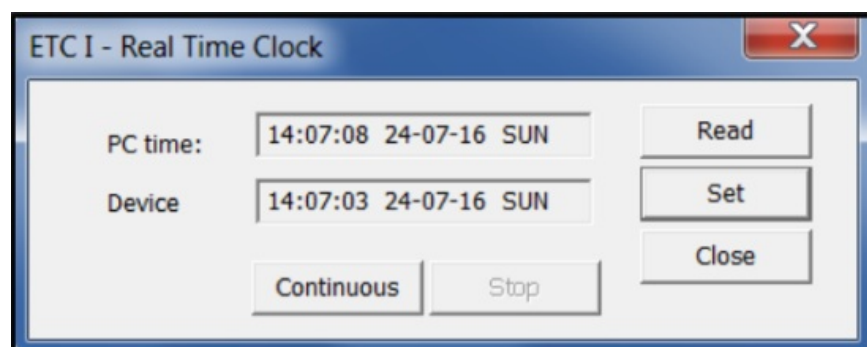 ETC I - Real Time Clock
PC time: 14:07:08 24-07-16 SUN Read
Device 14:07:03 24-07-16 SUN Set
Close
Continuous Stop